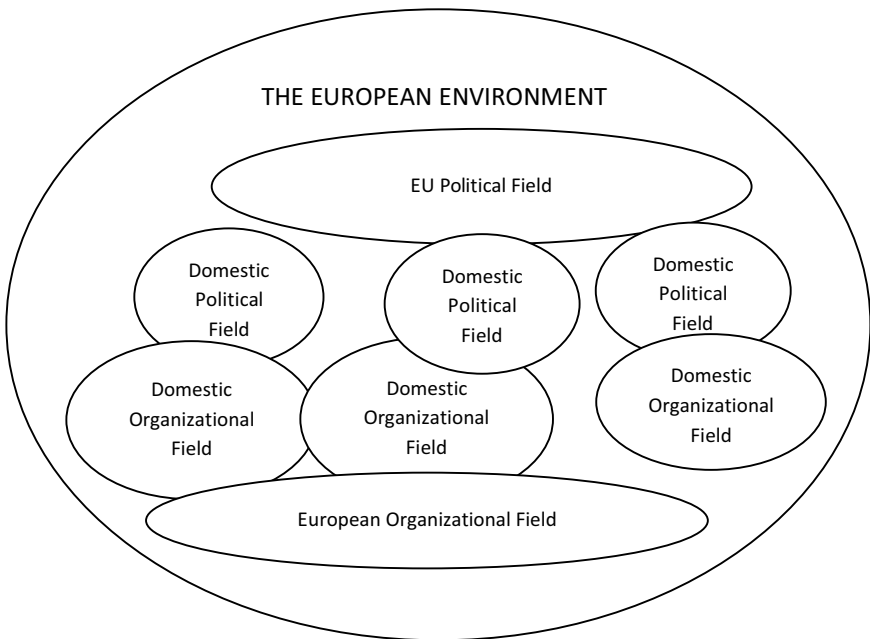 THE EUROPEAN ENVIRONMENT
EU Political Field
Domestic
Political
Field
Domestic
Political
Field
Domestic
Political
Field
Domestic
Organizational
Field
Domestic
Organizational
Field
Domestic
Organizational
Field
European Organizational Field